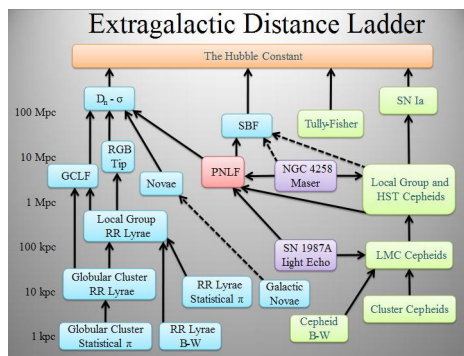 Extragalactic Distance Ladder
The Hubble Constant
Dn - σ
SN Ia
100 Mpc
SBF
Tully-Fisher
RGB
Tip
10 Mpc
GCLF
Novae
PNLF
NGC 4258
Maser
Local Group and
HST Cepheids
1 Mpc
Local Group
RR Lyrae
100 kpc
SN 1987A
light Echo
LMC Cepheids
Globular Cluster
RR Lyrae
10 kpc
RR Lyrae
Statistical π
Galactic
Novae
Cluster Cepheids
1 kpc
Globular Cluster
Statistical π
RR Lyrae
B-W
Cepheid
B-W